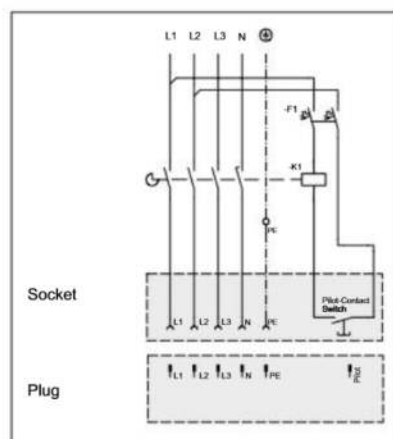 L1 L2 L3 N
-F1
-K1
PE
Socket
Pilot-Contact
Switch
L1 L2 L3 N PE
Plug
L1 L2 L3 N PE Pilot